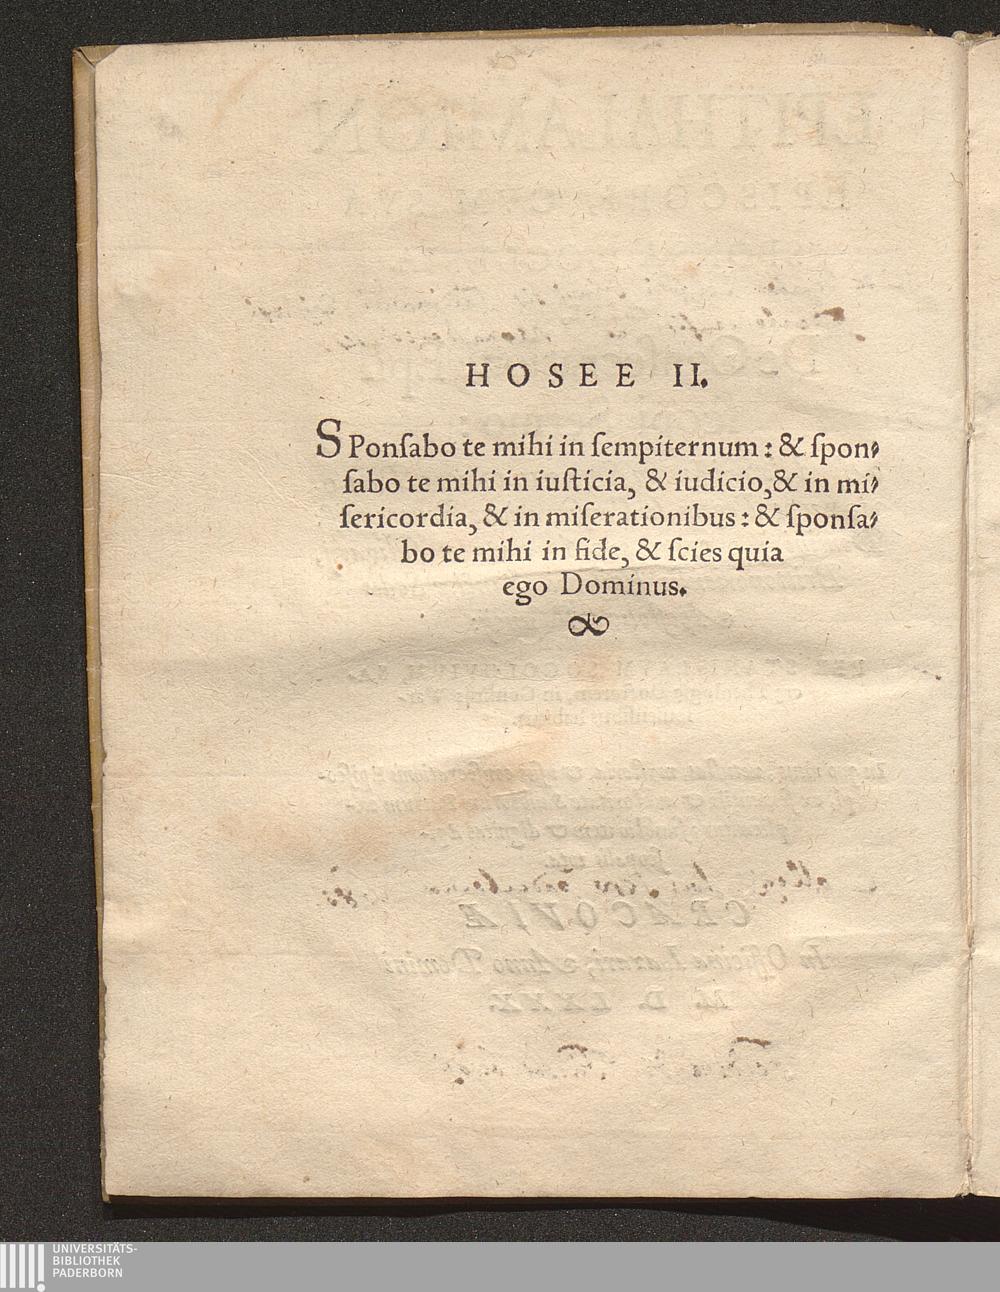 HOSEE II.
SPonſabo te mihi in ſempiternum: & ſpon-
ſabo te mihi in iuſticia, & iudicio, & in mi-
ſericordia, & in miſerationibus: & ſponſa-
bo te mihi in fide, & ſcies quia
ego Dominus.
UNIVERSITÄTS-
BIBLIOTHEK
PADERBORN